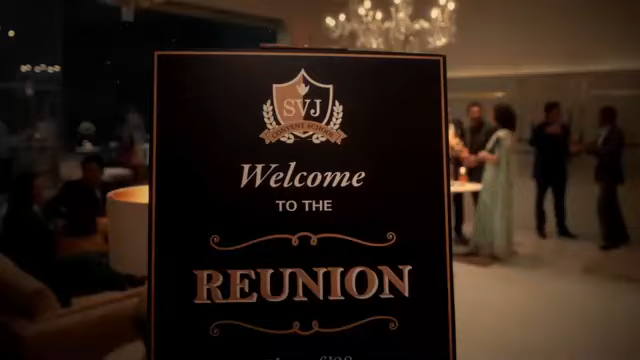 SVJ
CONVENT SCHOOL
Welcome
TO THE
REUNION